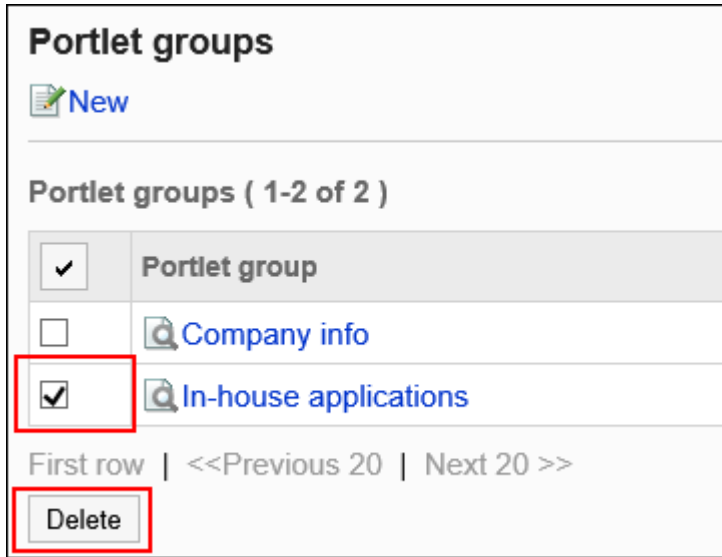 Portlet groups
New
Portlet groups ( 1-2 of 2 )
Portlet group
Company info
In-house applications
First row | <<Previous 20 | Next 20 >>
Delete